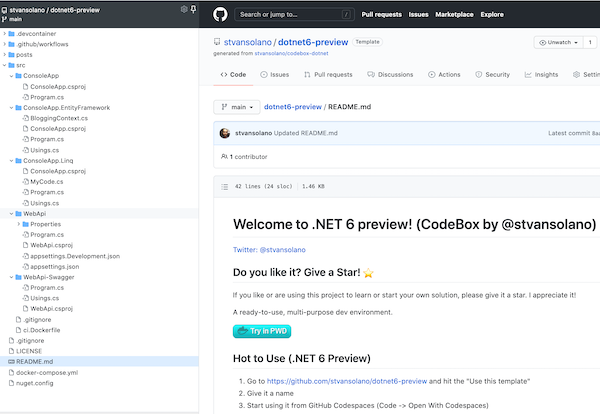 stvansolano / dotnet6-preview
main
.devcontainer
.github/workflows
posts
src
ConsoleApp
ConsoleApp.csproj
Program.cs
ConsoleApp.EntityFramework
BloggingContext.cs
ConsoleApp.csproj
Program.cs
Usings.cs
ConsoleApp.Linq
ConsoleApp.csproj
MyCode.cs
Program.cs
Usings.cs
WebApi
Properties
Program.cs
WebApi.csproj
appsettings.Development.json
appsettings.json
WebApi-Swagger
Program.cs
Usings.cs
WebApi.csproj
.gitignore
ci.Dockerfile
.gitignore
LICENSE
README.md
docker-compose.yml
nuget.config
Search or jump to... /
Pull requests Issues Marketplace Explore
stvansolano / dotnet6-preview Template
generated from stvansolano/codebox-dotnet
Unwatch 1
Code Issues Pull requests Discussions Actions Security Insights
main dotnet6-preview / README.md
stvansolano Updated README.md
Latest commit
1 contributor
42 lines (24 sloc) 1.46 KB
Welcome to .NET 6 preview! (CodeBox by @stvansolano)
Twitter: @stvansolano
Do you like it? Give a Star! ⭐
If you like or are using this project to learn or start your own solution, please give it a star. I appreciate it!
A ready-to-use, multi-purpose dev environment.
Try in PWD
Hot to Use (.NET 6 Preview)
1. Go to https://github.com/stvansolano/dotnet6-preview and hit the "Use this template"
2. Give it a name
3. Start using it from GitHub Codespaces (Code -> Open With Codespaces)